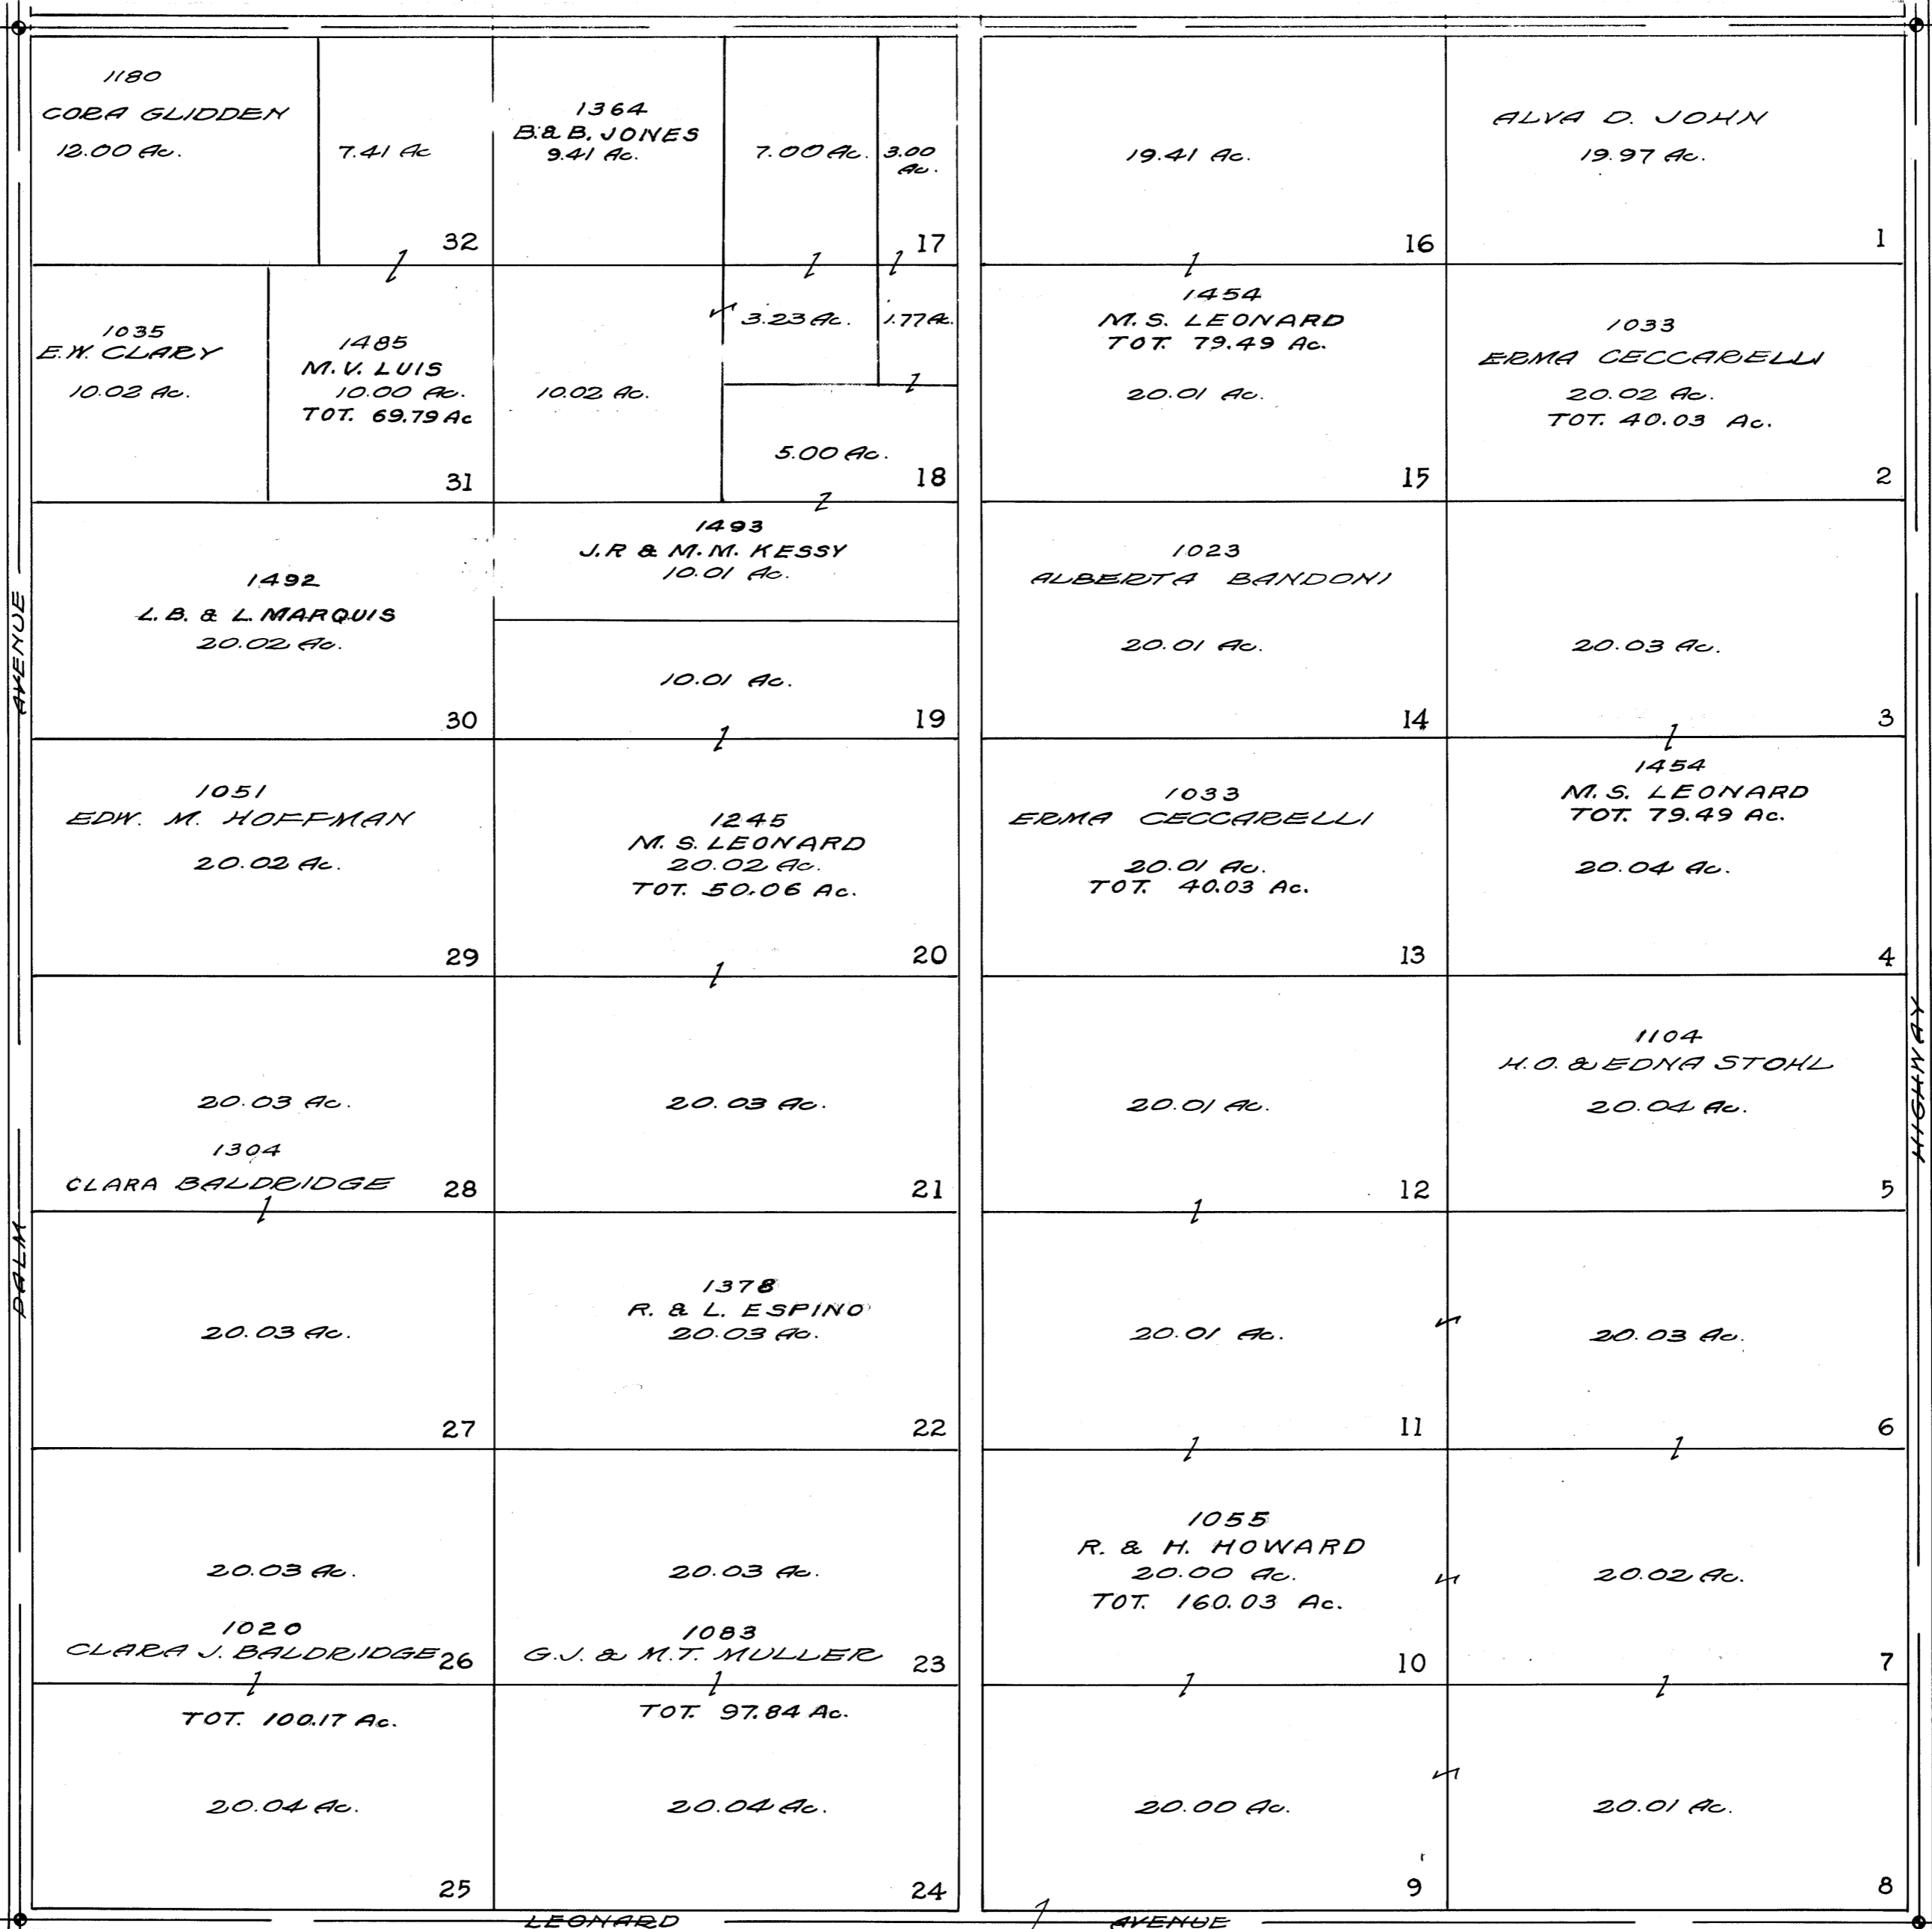 1180
CORA GLIDDEN
12.00 Ac.
7.41 Ac
32
1364
B. & B. JONES
9.41 Ac.
7.00 Ac.
3.00
Ac.
17
19.41 Ac.
16
ALVA D. JOHN
19.97 Ac.
1
1035
E.W. CLARY
10.02 Ac.
1485
M.V. LUIS
10.00 Ac.
TOT. 69.79 Ac
31
10.02 Ac.
3.23 Ac.
1.77 Ac.
5.00 Ac.
18
1454
M.S. LEONARD
TOT. 79.49 Ac.
20.01 Ac.
15
1033
ERMA CECCARELLI
20.02 Ac.
TOT. 40.03 Ac.
2
1492
L.B. & L. MARQUIS
20.02 Ac.
30
1493
J.R & M.M. KESSY
10.01 Ac.
10.01 Ac.
19
1023
ALBERTA BANDONI
20.01 Ac.
14
20.03 Ac.
3
1051
EDW. M. HOFFMAN
20.02 Ac.
29
1245
M.S. LEONARD
20.02 Ac.
TOT. 50.06 Ac.
20
1033
ERMA CECCARELLI
20.01 Ac.
TOT. 40.03 Ac.
13
1454
M.S. LEONARD
TOT. 79.49 Ac.
20.04 Ac.
4
20.03 Ac.
1304
CLARA BALDRIDGE
28
20.03 Ac.
21
20.01 Ac.
12
1104
H.O. & EDNA STOHL
20.04 Ac.
5
20.03 Ac.
27
1378
R. & L. ESPINO
20.03 Ac.
22
20.01 Ac.
11
20.03 Ac.
6
20.03 Ac.
1020
CLARA J. BALDRIDGE
26
20.03 Ac.
1083
G.J. & M.T. MULLER
23
1055
R. & H. HOWARD
20.00 Ac.
TOT. 160.03 Ac.
10
20.02 Ac.
7
TOT. 100.17 Ac.
20.04 Ac.
25
TOT. 97.84 Ac.
20.04 Ac.
24
20.00 Ac.
9
20.01 Ac.
8
PALM AVENUE
HIGHWAY
LEONARD AVENUE